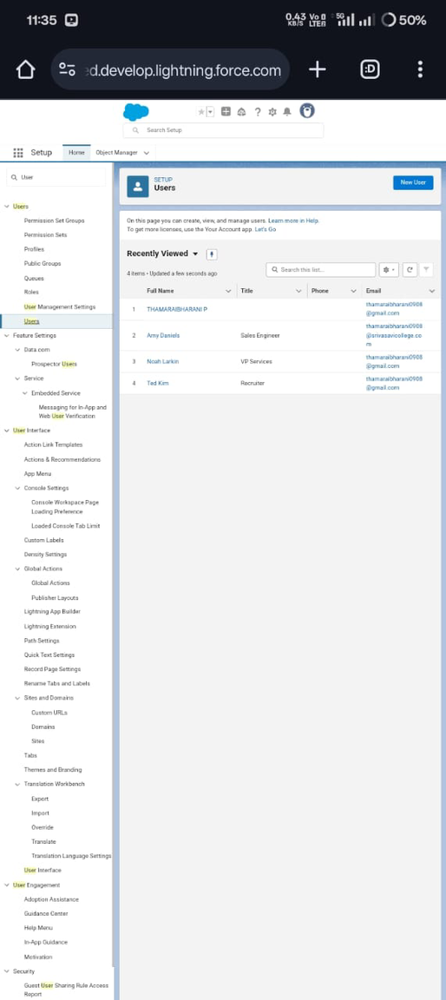 11:35
0.43 KB/S Vo LTE 5G 50%
d.develop.lightning.force.com
:D
Search Setup
Setup Home Object Manager
User
Users
Permission Set Groups
Permission Sets
Profiles
Public Groups
Queues
Roles
User Management Settings
Users
Feature Settings
Data.com
Prospector Users
Service
Embedded Service
Messaging for In-App and
Web User Verification
User Interface
Action Link Templates
Actions & Recommendations
App Menu
Console Settings
Console Workspace Page
Loading Preference
Loaded Console Tab Limit
Custom Labels
Density Settings
Global Actions
Global Actions
Publisher Layouts
Lightning App Builder
Lightning Extension
Path Settings
Quick Text Settings
Record Page Settings
Rename Tabs and Labels
Sites and Domains
Custom URLs
Domains
Sites
Tabs
Themes and Branding
Translation Workbench
Export
Import
Override
Translate
Translation Language Settings
User Interface
User Engagement
Adoption Assistance
Guidance Center
Help Menu
In-App Guidance
Motivation
Security
Guest User Sharing Rule Access
Report
SETUP
Users
New User
On this page you can create, view, and manage users. Learn more in Help.
To get more licenses, use the Your Account app. Let's Go
Recently Viewed
4 items • Updated a few seconds ago
Search this list...
Full Name Title Phone Email
1 THAMARAIBHARANI P thamaraibharani0908
@gmail.com
2 Amy Daniels Sales Engineer thamaraibharani0908
@srivasavicollege.co
m
3 Noah Larkin VP Services thamaraibharani0908
@gmail.com
4 Ted Kim Recruiter thamaraibharani0908
@gmail.com